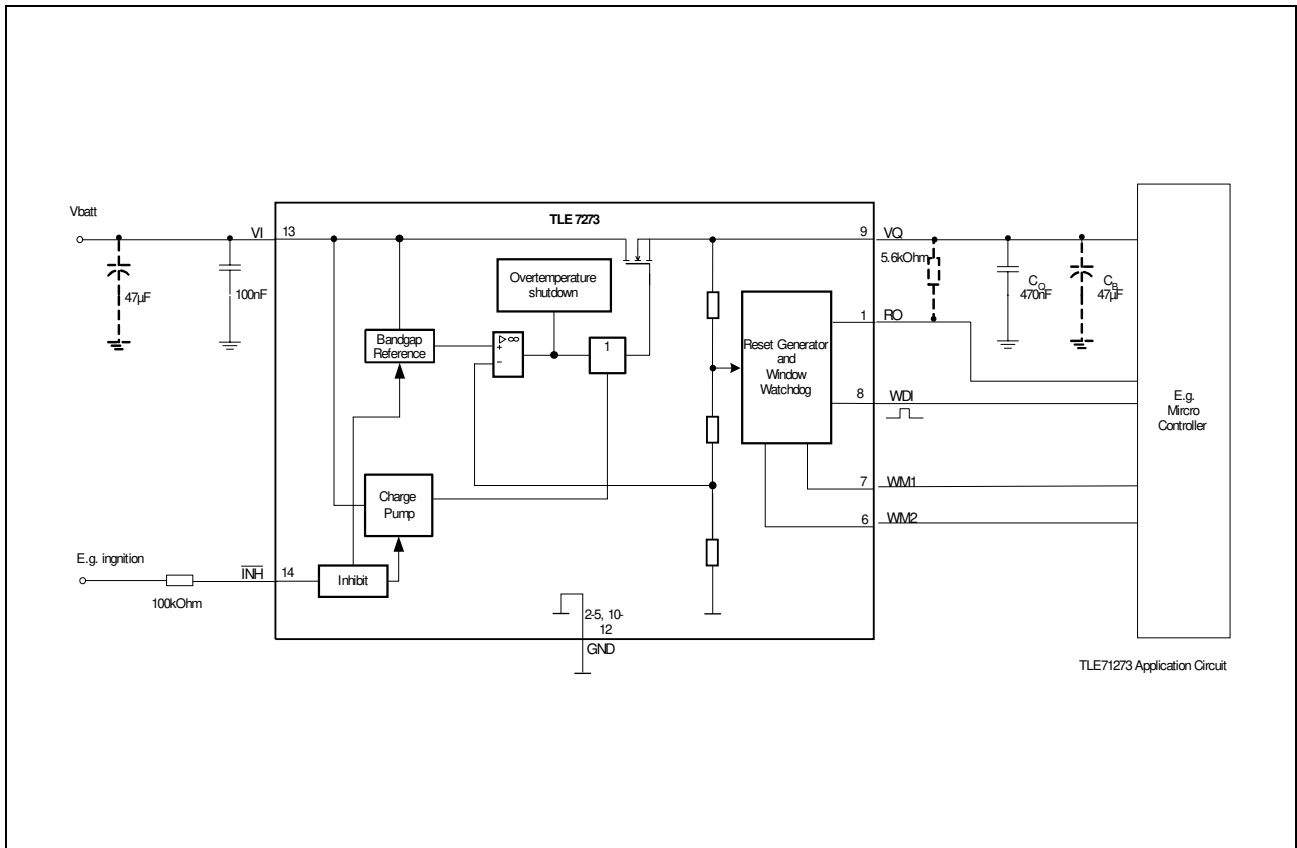 Vbatt
VI
13
TLE 7273
9
VQ
47µF
100nF
Overtemperature
shutdown
5.6kOhm
CQ
470nF
CB
47µF
Bandgap
Reference
∞
+
−
1
Reset Generator
and
Window
Watchdog
1
RO
8
WDI
E.g.
Mircro
Controller
Charge
Pump
7
WM1
6
WM2
E.g. ingnition
INH
14
Inhibit
100kOhm
2-5, 10-
12
GND
TLE71273 Application Circuit